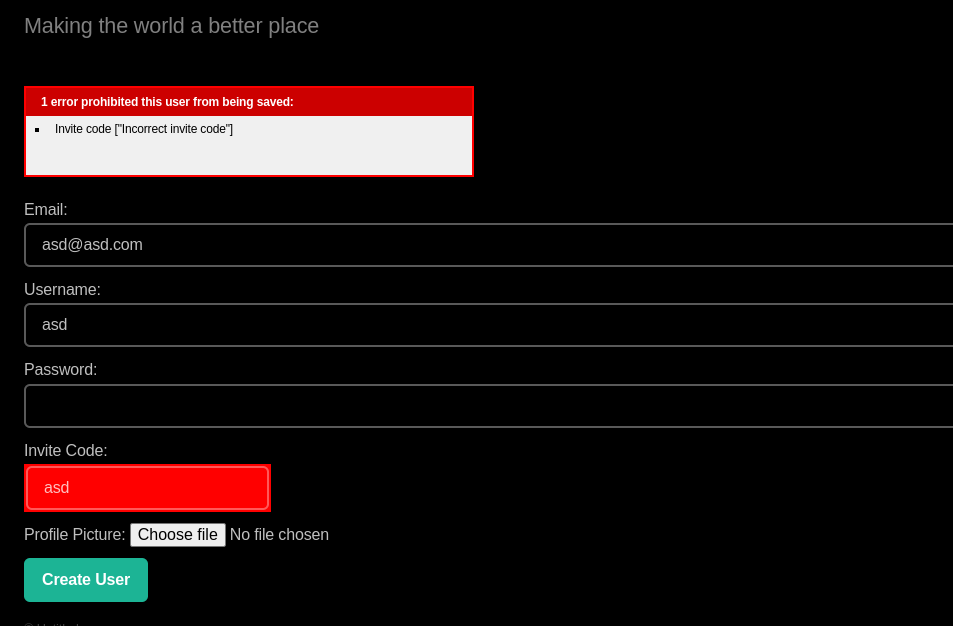 Making the world a better place
1 error prohibited this user from being saved:
Invite code ["Incorrect invite code"]
Email:
asd@asd.com
Username:
asd
Password:
Invite Code:
asd
Profile Picture: Choose file No file chosen
Create User